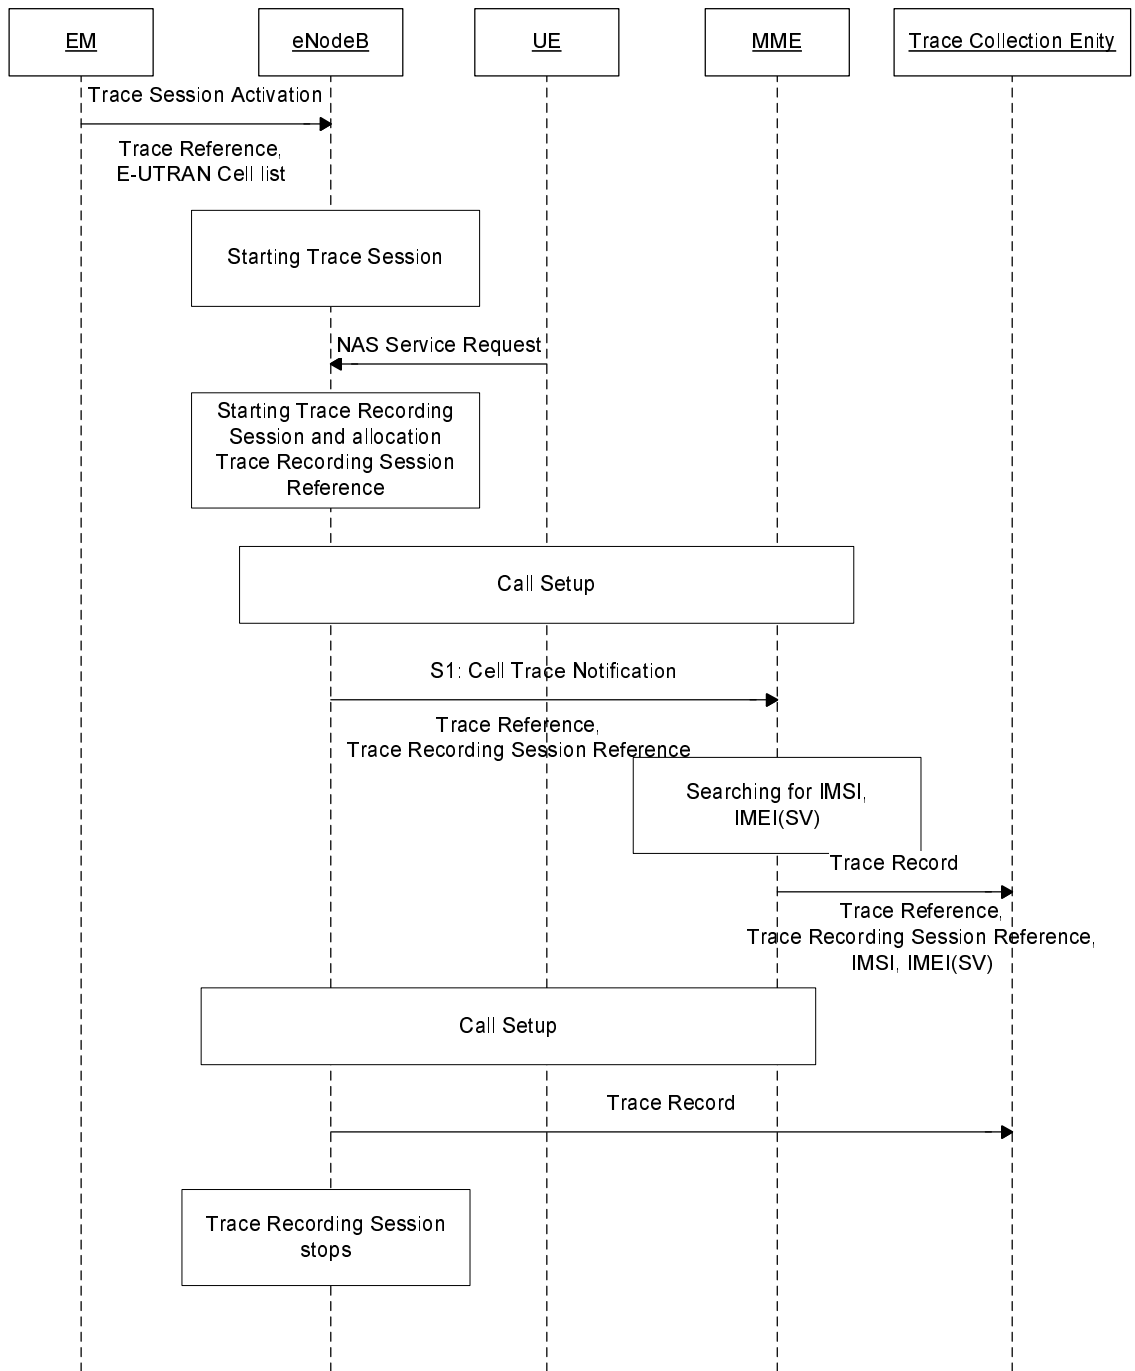 EM
eNodeB
UE
MME
Trace Collection Enity
Trace Session Activation
Trace Reference,
E-UTRAN Cell list
Starting Trace Session
NAS Service Request
Starting Trace Recording
Session and allocation
Trace Recording Session
Reference
Call Setup
S1: Cell Trace Notification
Trace Reference,
Trace Recording Session Reference
Searching for IMSI,
IMEI(SV)
Trace Record
Trace Reference,
Trace Recording Session Reference,
IMSI, IMEI(SV)
Call Setup
Trace Record
Trace Recording Session
stops